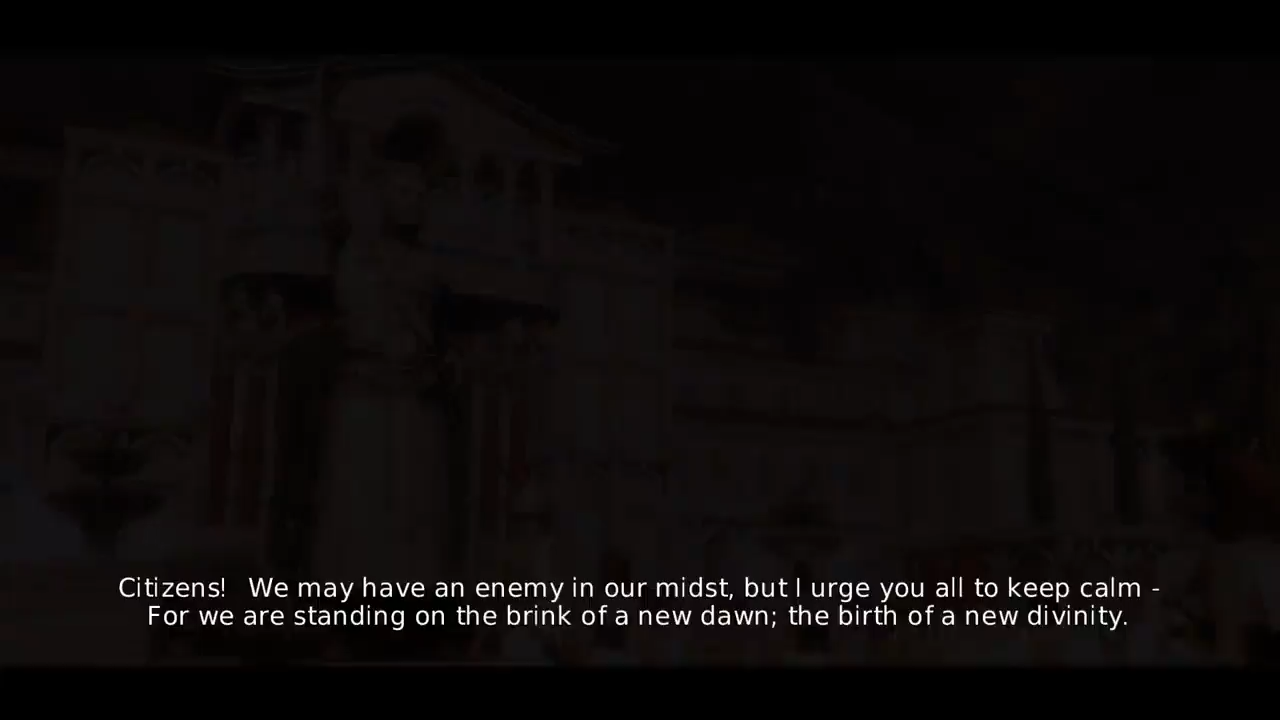 Citizens!  We may have an enemy in our midst, but I urge you all to keep calm -
For we are standing on the brink of a new dawn; the birth of a new divinity.